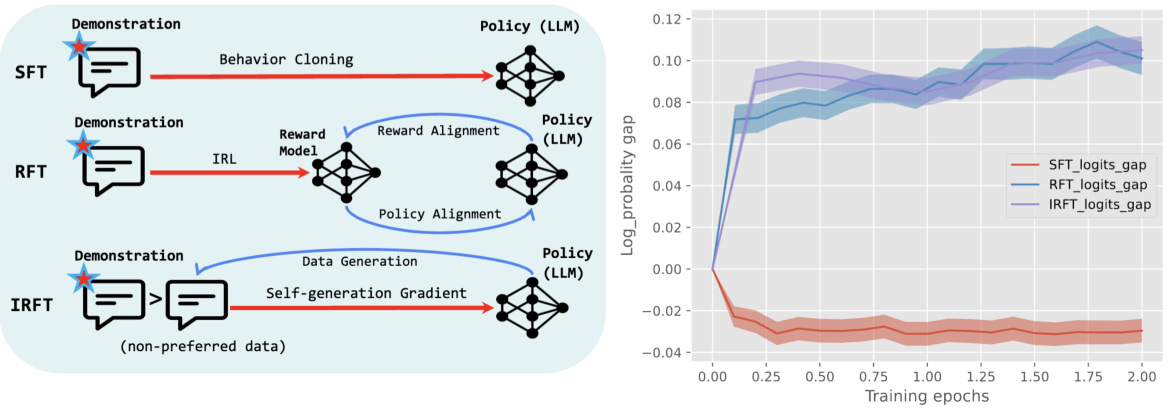 Demonstration
Policy (LLM)
SFT
Behavior Cloning
Demonstration
Reward
Model
Policy
(LLM)
Reward Alignment
RFT
IRL
Policy Alignment
Demonstration
Policy
(LLM)
Data Generation
IRFT
>
Self-generation Gradient
(non-preferred data)
Log_probality gap
0.12
0.10
0.08
0.06
0.04
0.02
0.00
−0.02
−0.04
SFT_logits_gap
RFT_logits_gap
IRFT_logits_gap
0.00 0.25 0.50 0.75 1.00 1.25 1.50 1.75 2.00
Training epochs